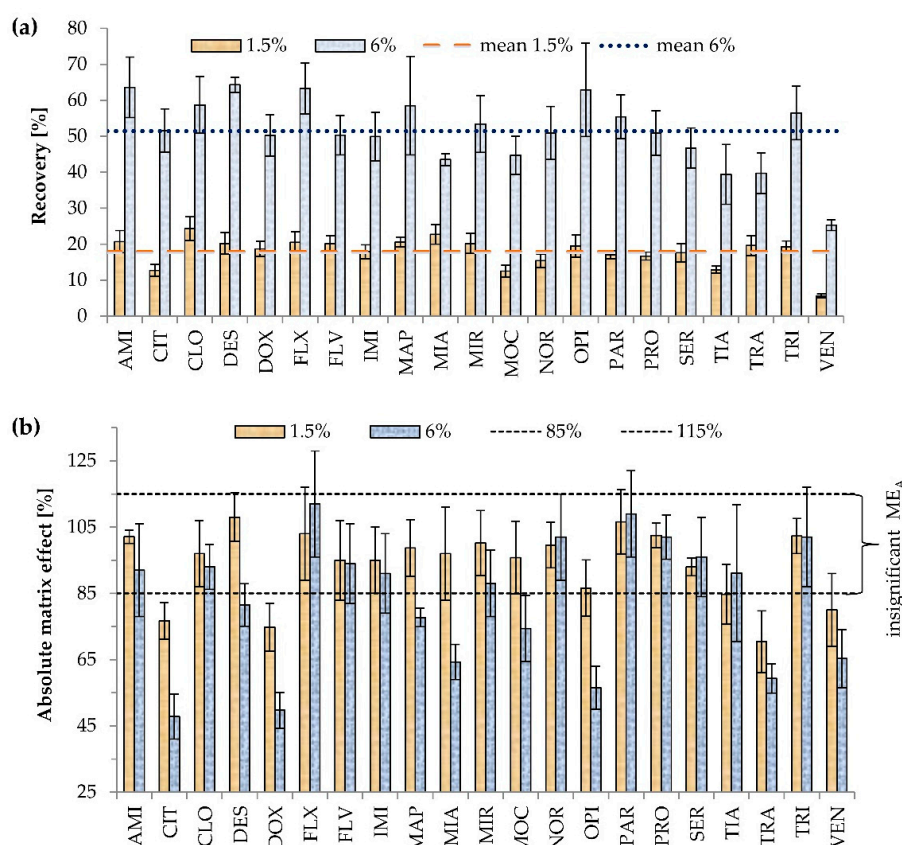 (a)
1.5% 6% mean 1.5% mean 6%
Recovery [%]
80
70
60
50
40
30
20
10
0
AMI CIT CLO DES DOX FLX FLV IMI MAP MIA MIR MOC NOR OPI PAR PRO SER TIA TRA TRI VEN
(b)
1.5% 6% 85% 115%
Absolute matrix effect [%]
125
105
85
65
45
25
insignificant MEA
AMI CIT CLO DES DOX FLX FLV IMI MAP MIA MIR MOC NOR OPI PAR PRO SER TIA TRA TRI VEN